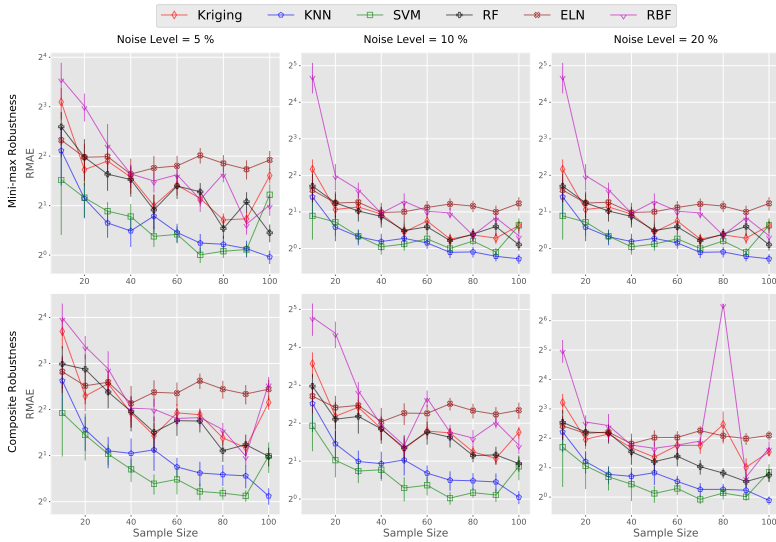 Kriging KNN SVM RF ELN RBF
Noise Level = 5 % Noise Level = 10 % Noise Level = 20 %
Mini-max Robustness
RMAE
2^4
2^3
2^2
2^1
2^0
2^5
2^4
2^3
2^2
2^1
2^0
2^5
2^4
2^3
2^2
2^1
2^0
20 40 60 80 100
20 40 60 80 100
20 40 60 80 100
Composite Robustness
RMAE
2^4
2^3
2^2
2^1
2^0
2^5
2^4
2^3
2^2
2^1
2^0
2^6
2^5
2^4
2^3
2^2
2^1
2^0
20 40 60 80 100
20 40 60 80 100
20 40 60 80 100
Sample Size Sample Size Sample Size